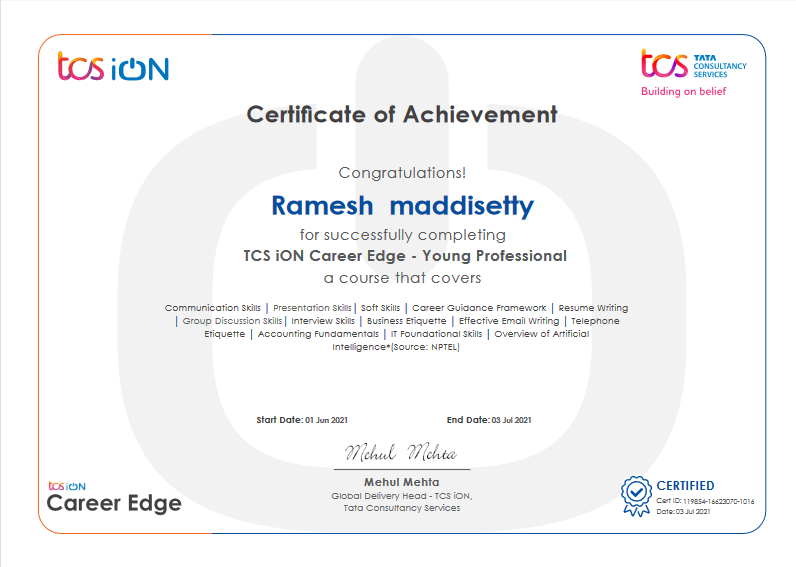 tcs iON
tcs TATA
CONSULTANCY
SERVICES
Building on belief
Certificate of Achievement
Congratulations!
Ramesh maddisetty
for successfully completing
TCS iON Career Edge - Young Professional
a course that covers
Communication Skills | Presentation Skills| Soft Skills | Career Guidance Framework | Resume Writing
| Group Discussion Skills| Interview Skills | Business Etiquette | Effective Email Writing | Telephone
Etiquette | Accounting Fundamentals | IT Foundational Skills | Overview of Artificial
Intelligence*(Source: NPTEL)
Start Date: 01 Jun 2021 End Date: 03 Jul 2021
Mehul Mehta
Mehul Mehta
Global Delivery Head - TCS iON,
Tata Consultancy Services
tcs iON
Career Edge
CERTIFIED
Cert ID: 119854-16623070-1016
Date: 03 Jul 2021